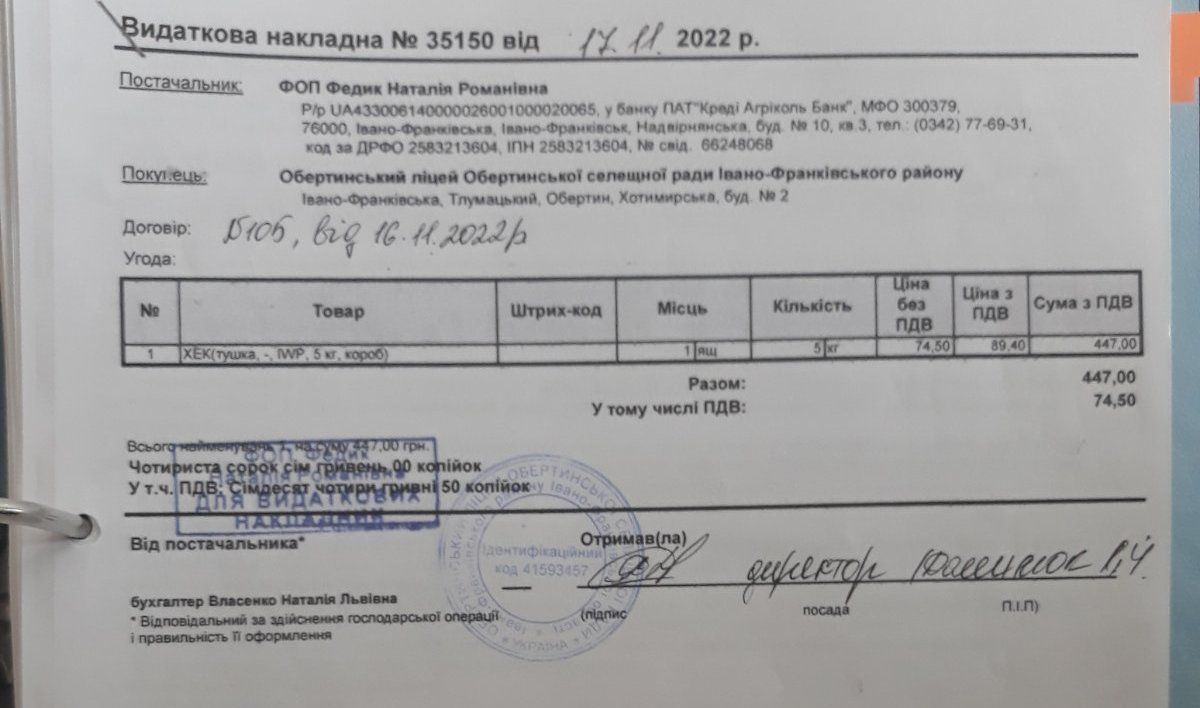 Видаткова накладна № 35150 від 17.11. 2022 р.
Постачальник: ФОП Федик Наталія Романівна
Р/р UA433006140000026001000020065, у банку ПАТ"Креді Агріколь Банк", МФО 300379,
76000, Івано-Франківська, Івано-Франківськ, Надвірнянська, буд. № 10, кв.3, тел.: (0342) 77-69-31,
код за ДРФО 2583213604, ІПН 2583213604, № свід. 66248068
Покупець: Обертинський ліцей Обертинської селещної ради Івано-Франківського району
Івано-Франківська, Тлумацький, Обертин, Хотимирська, буд. № 2
Договір: від 16.11.2022р
Угода:
№ Товар Штрих-код Місць Кількість Ціна без ПДВ Ціна з ПДВ Сума з ПДВ
1 ХЕК(тушка, -, IWP, 5 кг, короб) 1 ящ 5 кг 74,50 89,40 447,00
Разом: 447,00
У тому числі ПДВ: 74,50
Всього найменувань 1, на суму 447,00 грн.
Чотириста сорок сім гривень 00 копійок
У т.ч. ПДВ: Сімдесят чотири гривні 50 копійок
ФОП Федик
Наталія Романівна
ДЛЯ ВИДАТКОВИХ
НАКЛАДНИХ
Від постачальника* Отримав(ла)
Ідентифікаційний
код 41593457
УКРАЇНА
директор
бухгалтер Власенко Наталія Львівна
* Відповідальний за здійснення господарської операції (підпис посада П.І.П)
і правильність її оформлення